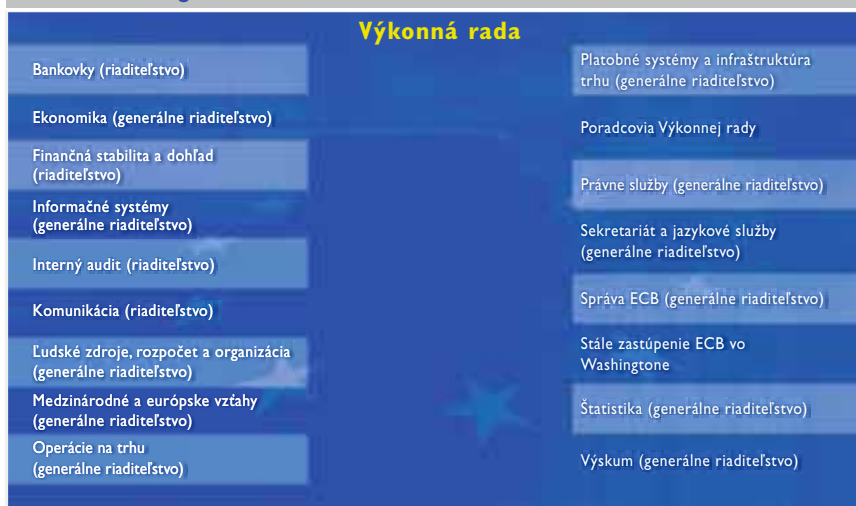 Výkonná rada
Bankovky (riaditeľstvo)
Ekonomika (generálne riaditeľstvo)
Finančná stabilita a dohľad
(riaditeľstvo)
Informačné systémy
(generálne riaditeľstvo)
Interný audit (riaditeľstvo)
Komunikácia (riaditeľstvo)
Ľudské zdroje, rozpočet a organizácia
(generálne riaditeľstvo)
Medzinárodné a európske vzťahy
(generálne riaditeľstvo)
Operácie na trhu
(generálne riaditeľstvo)
Platobné systémy a infraštruktúra
trhu (generálne riaditeľstvo)
Poradcovia Výkonnej rady
Právne služby (generálne riaditeľstvo)
Sekretariát a jazykové služby
(generálne riaditeľstvo)
Správa ECB (generálne riaditeľstvo)
Stále zastúpenie ECB vo
Washingtone
Štatistika (generálne riaditeľstvo)
Výskum (generálne riaditeľstvo)